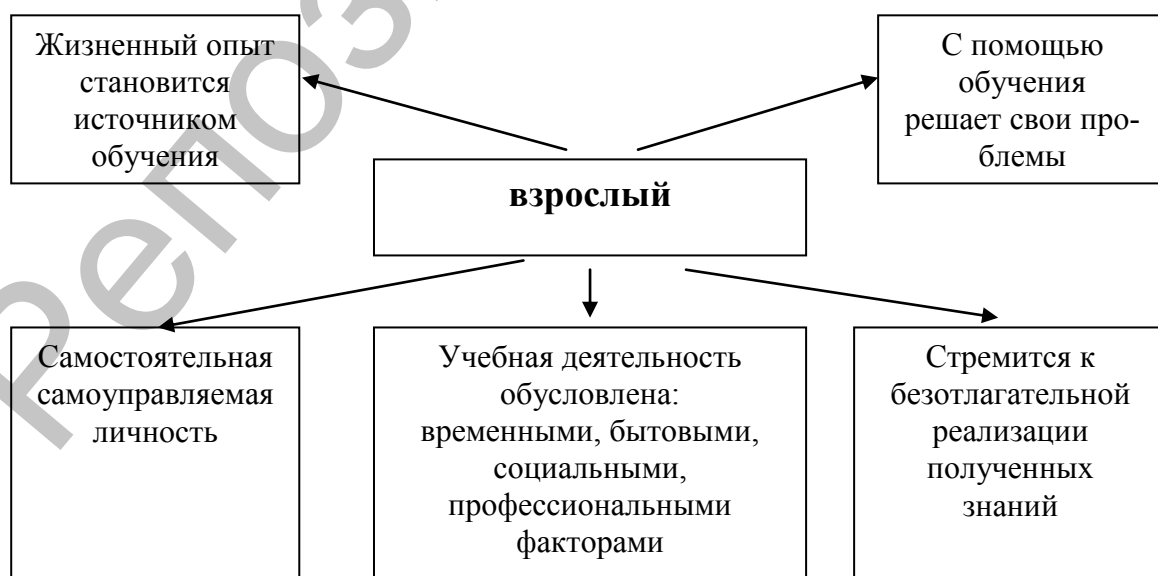 Жизненный опыт
становится
источником
обучения
С помощью
обучения
решает свои про-
блемы
взрослый
Самостоятельная
самоуправляемая
личность
Учебная деятельность
обусловлена:
временными, бытовыми,
социальными,
профессиональными
факторами
Стремится к
безотлагательной
реализации
полученных
знаний
Репоз